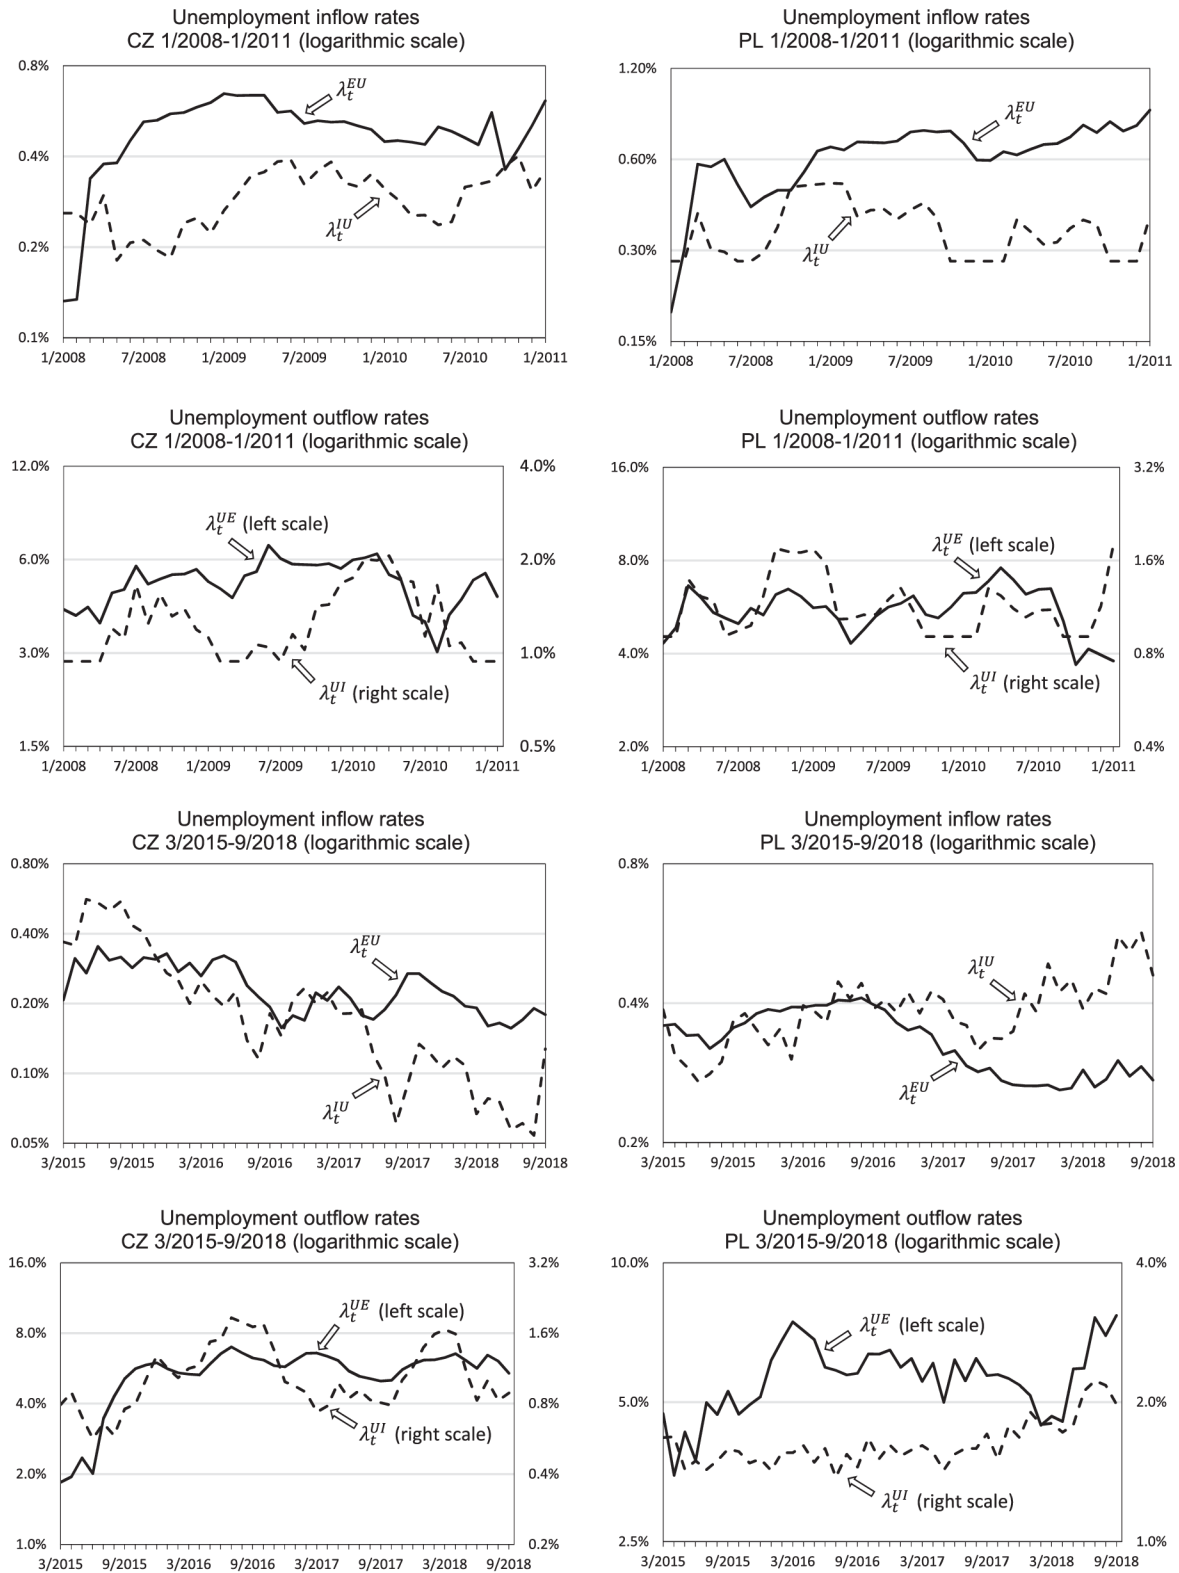 Unemployment inflow rates
CZ 1/2008-1/2011 (logarithmic scale)
0.8%
0.4%
0.2%
0.1%
λ_t^EU
λ_t^IU
1/2008 7/2008 1/2009 7/2009 1/2010 7/2010 1/2011
Unemployment inflow rates
PL 1/2008-1/2011 (logarithmic scale)
1.20%
0.60%
0.30%
0.15%
λ_t^EU
λ_t^IU
1/2008 7/2008 1/2009 7/2009 1/2010 7/2010 1/2011
Unemployment outflow rates
CZ 1/2008-1/2011 (logarithmic scale)
12.0% 4.0%
λ_t^UE (left scale)
6.0% 2.0%
3.0% 1.0%
λ_t^UI (right scale)
1.5% 0.5%
1/2008 7/2008 1/2009 7/2009 1/2010 7/2010 1/2011
Unemployment outflow rates
PL 1/2008-1/2011 (logarithmic scale)
16.0% 3.2%
λ_t^UE (left scale)
8.0% 1.6%
4.0% 0.8%
λ_t^UI (right scale)
2.0% 0.4%
1/2008 7/2008 1/2009 7/2009 1/2010 7/2010 1/2011
Unemployment inflow rates
CZ 3/2015-9/2018 (logarithmic scale)
0.80%
0.40%
λ_t^EU
0.20%
0.10%
λ_t^IU
0.05%
3/2015 9/2015 3/2016 9/2016 3/2017 9/2017 3/2018 9/2018
Unemployment inflow rates
PL 3/2015-9/2018 (logarithmic scale)
0.8%
λ_t^IU
0.4%
λ_t^EU
0.2%
3/2015 9/2015 3/2016 9/2016 3/2017 9/2017 3/2018 9/2018
Unemployment outflow rates
CZ 3/2015-9/2018 (logarithmic scale)
16.0% 3.2%
λ_t^UE (left scale)
8.0% 1.6%
4.0% 0.8%
λ_t^UI (right scale)
2.0% 0.4%
1.0% 0.2%
3/2015 9/2015 3/2016 9/2016 3/2017 9/2017 3/2018 9/2018
Unemployment outflow rates
PL 3/2015-9/2018 (logarithmic scale)
10.0% 4.0%
λ_t^UE (left scale)
5.0% 2.0%
λ_t^UI (right scale)
2.5% 1.0%
3/2015 9/2015 3/2016 9/2016 3/2017 9/2017 3/2018 9/2018